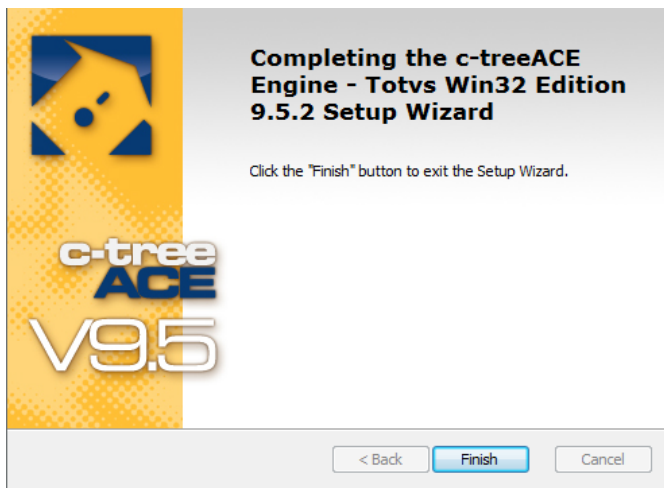 Completing the c-treeACE
Engine - Totvs Win32 Edition
9.5.2 Setup Wizard
Click the "Finish" button to exit the Setup Wizard.
c-tree
ACE
V9.5
< Back
Finish
Cancel